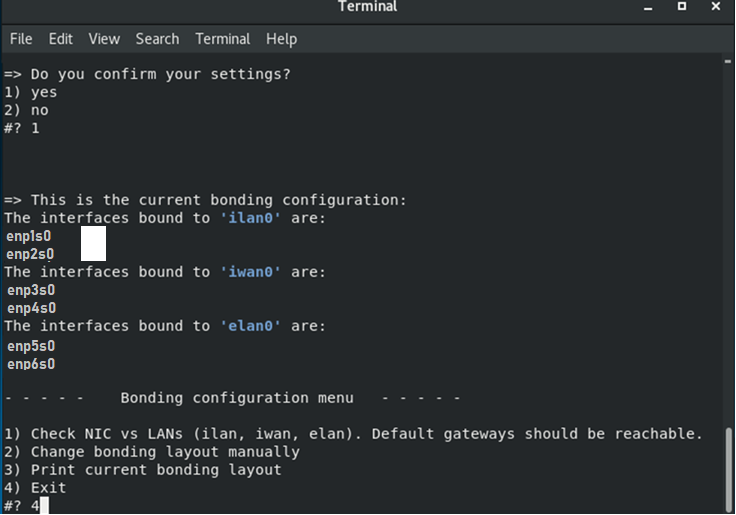 Terminal
File Edit View Search Terminal Help
=> Do you confirm your settings?
1) yes
2) no
#? 1
=> This is the current bonding configuration:
The interfaces bound to 'ilan0' are:
enp1s0
enp2s0
The interfaces bound to 'iwan0' are:
enp3s0
enp4s0
The interfaces bound to 'elan0' are:
enp5s0
enp6s0
- - - - - Bonding configuration menu - - - - -
1) Check NIC vs LANs (ilan, iwan, elan). Default gateways should be reachable.
2) Change bonding layout manually
3) Print current bonding layout
4) Exit
#? 4